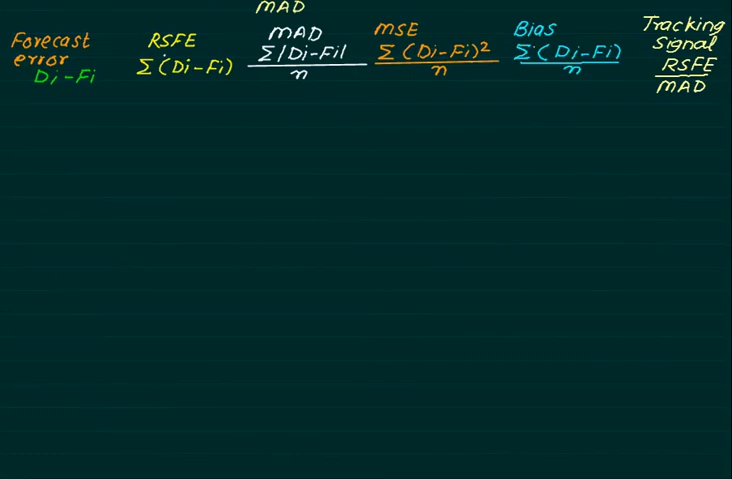 MAD
Forecast
error
Di-Fi
RSFE
Σ(Di-Fi)
MAD
Σ|Di-Fi|
n
MSE
Σ(Di-Fi)²
n
Bias
Σ(Di-Fi)
n
Tracking
Signal
RSFE
MAD